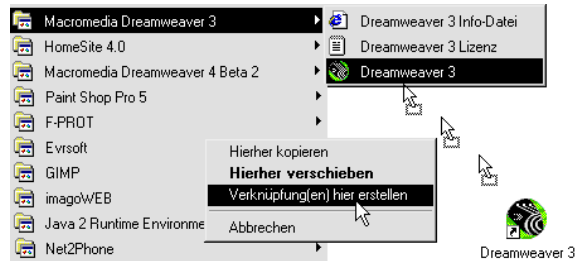 Macromedia Dreamweaver 3
HomeSite 4.0
Macromedia Dreamweaver 4 Beta 2
Paint Shop Pro 5
F-PROT
Evrsoft
GIMP
imagoWEB
Java 2 Runtime Environme
Net2Phone
Dreamweaver 3 Info-Datei
Dreamweaver 3 Lizenz
Dreamweaver 3
Hierher kopieren
Hierher verschieben
Verknüpfung(en) hier erstellen
Abbrechen
Dreamweaver 3